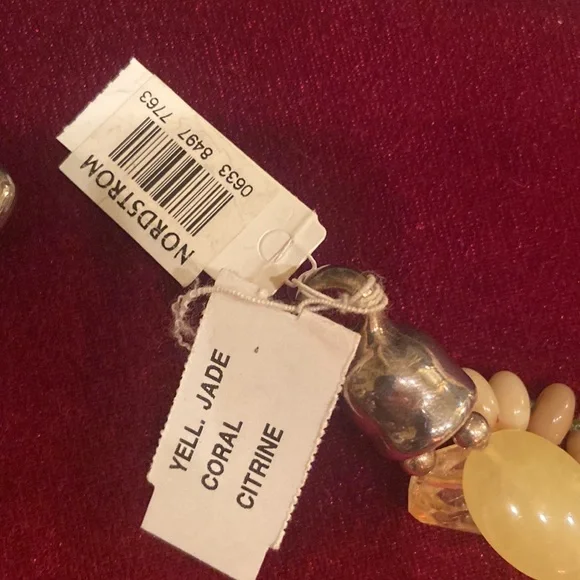 NORDSTROM
0633 8497 7763
YELL. JADE
CORAL
CITRINE